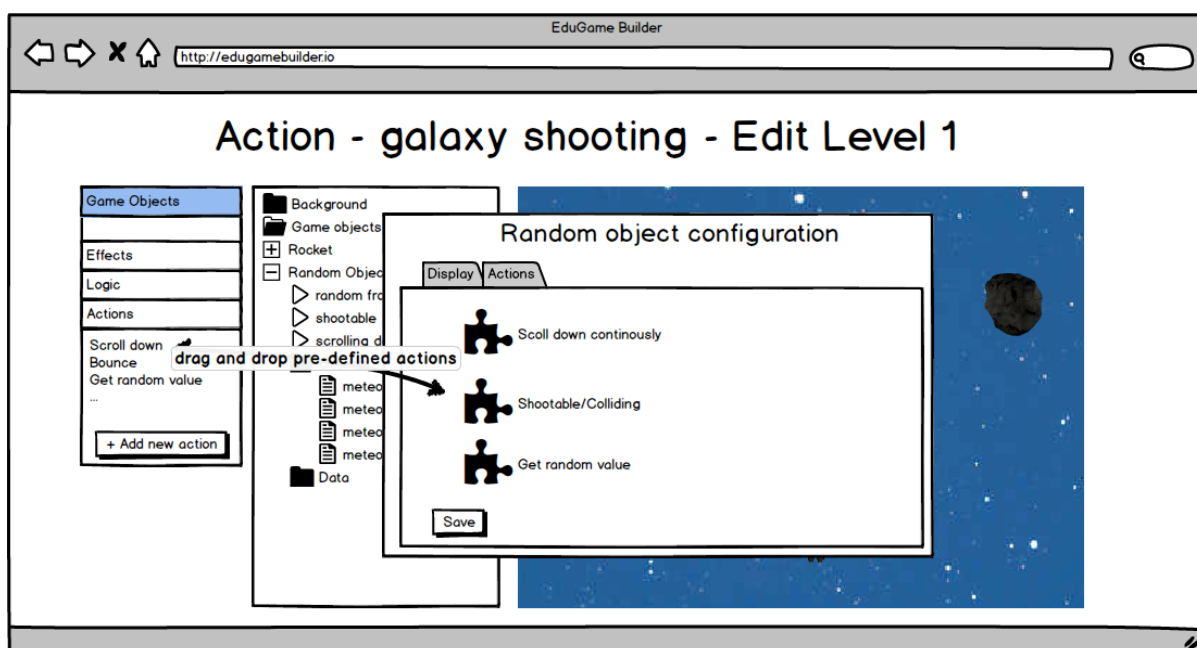 EduGame Builder
http://edugamebuilder.io
Action - galaxy shooting - Edit Level 1
Game Objects
Effects
Logic
Actions
Scroll down
Bounce
Get random value
...
+ Add new action
Background
Game objects
Rocket
Random Objec
random fro
shootable
scrolling d
meteo
meteo
meteo
meteo
Data
drag and drop pre-defined actions
Random object configuration
Display
Actions
Scoll down continously
Shootable/Colliding
Get random value
Save